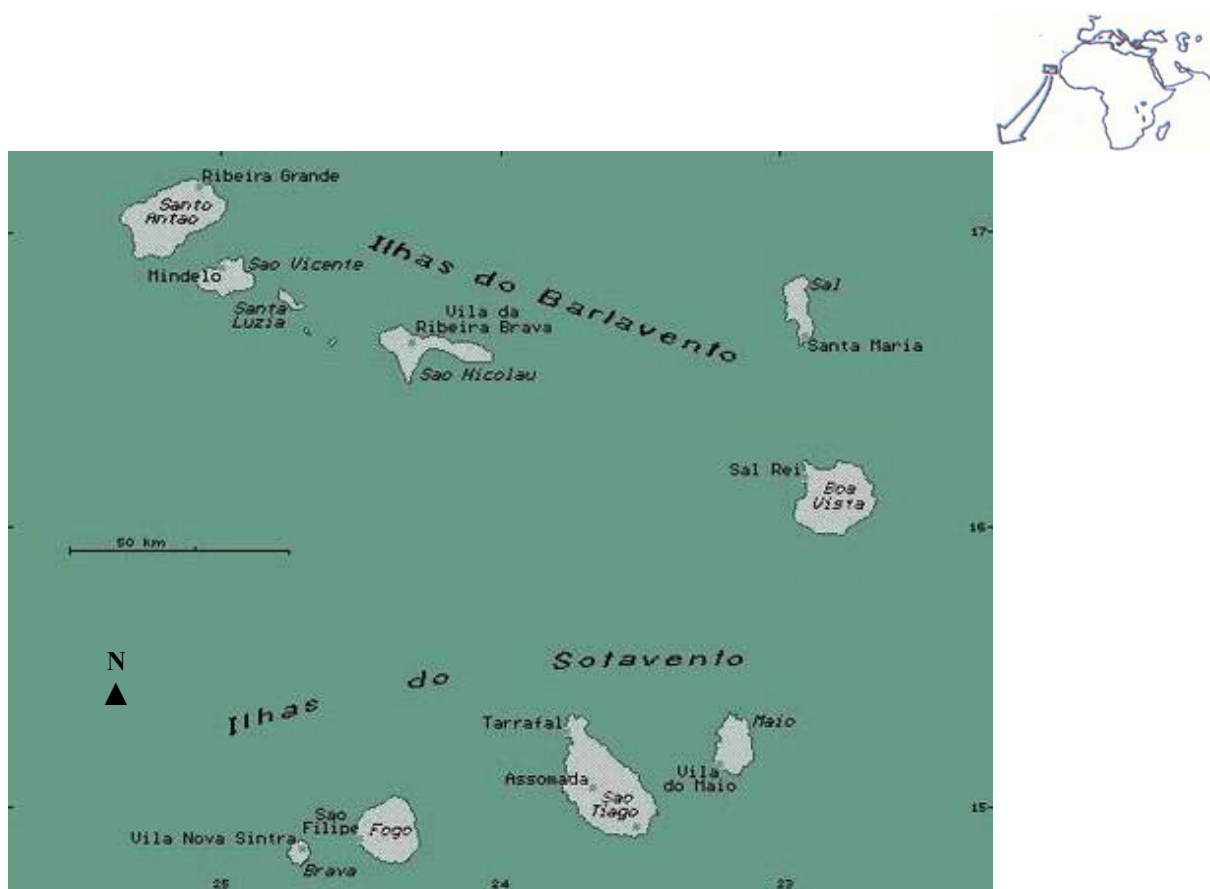 Ribeira Grande
Santo
Antao
Ilhas do Barlavento
17
Sao Vicente
Mindelo
Sal
Santa
Luzia
Vila da
Ribeira Brava
Santa Maria
Sao Nicolau
Sal Rei
Boa
Vista
16
50 km
N
Ilhas do Sotavento
Tarrafal
Maio
Assomada
Vila
do Maio
Sao
Tiago
15
Sao
Filipe
Fogo
Vila Nova Sintra
Brava
25
24
23